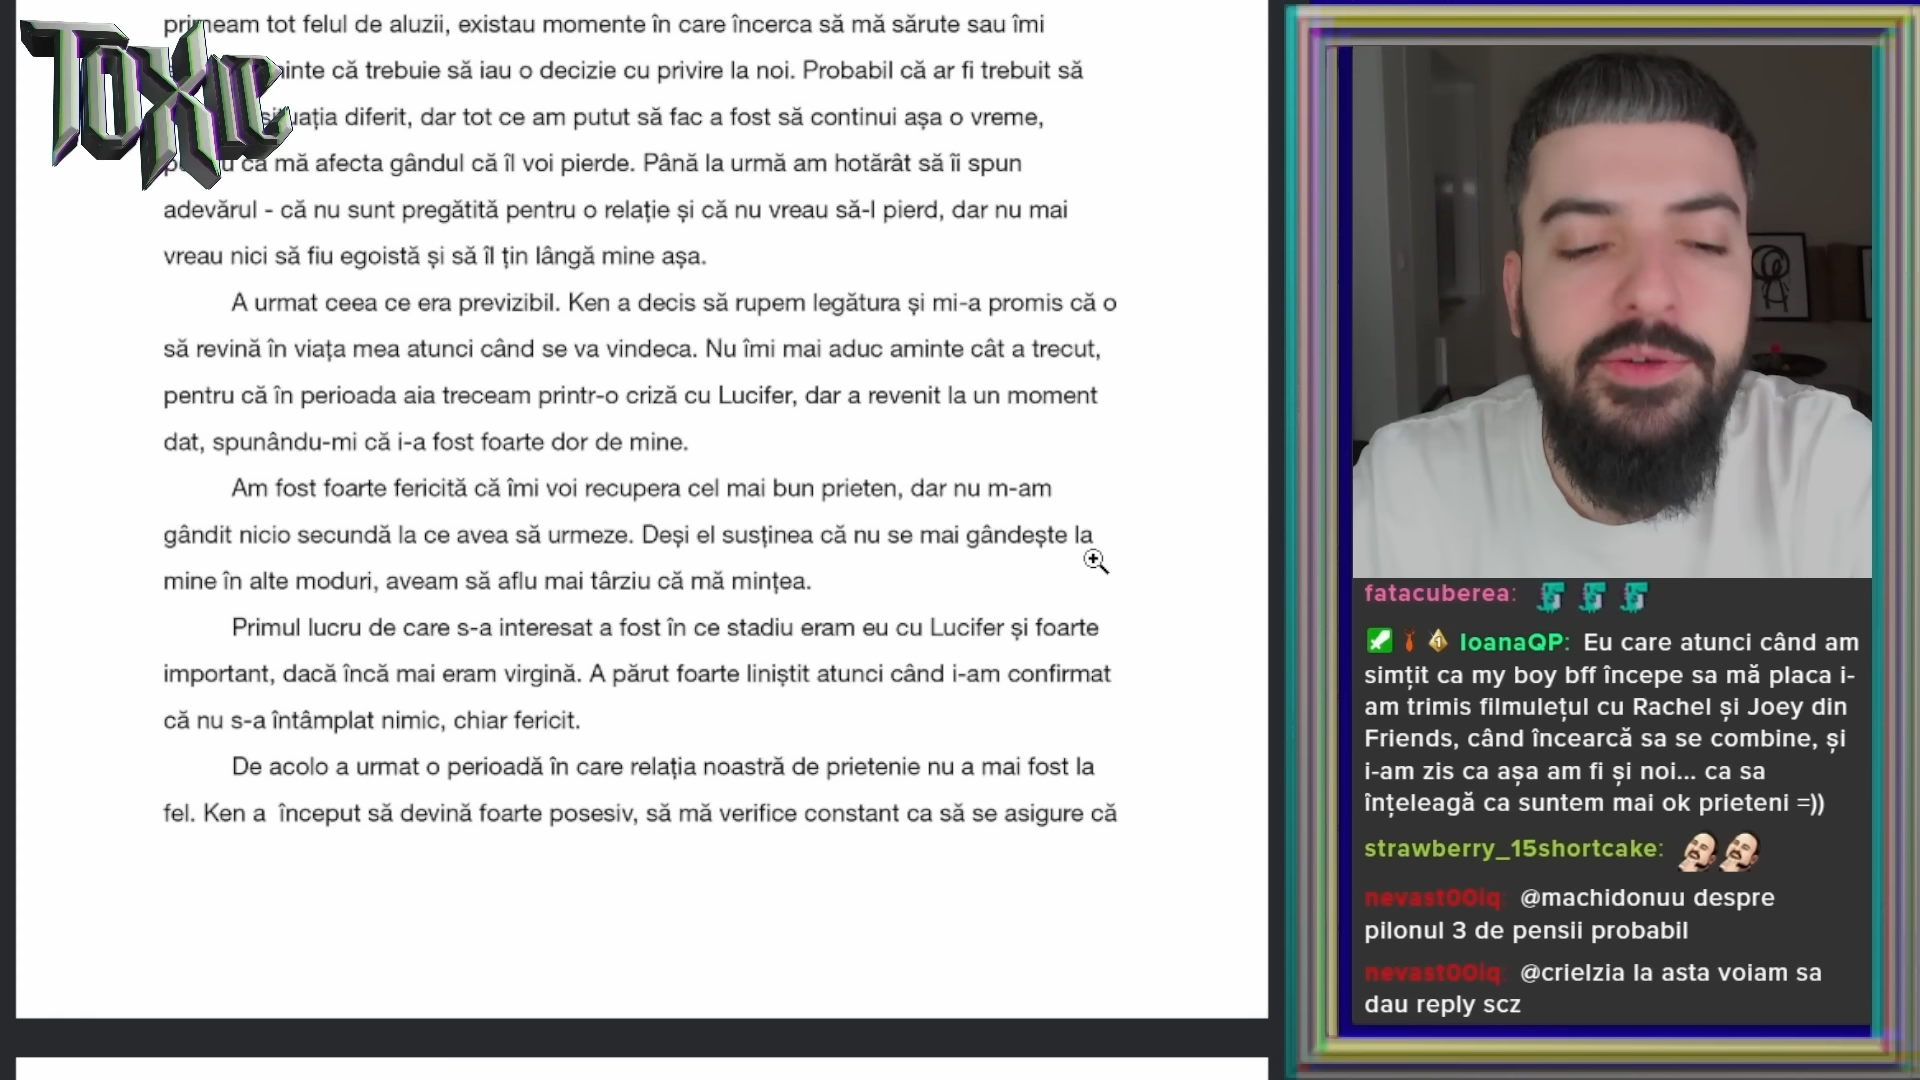 primeam tot felul de aluzii, existau momente în care încerca să mă sărute sau îmi
că trebuie să iau o decizie cu privire la noi. Probabil că ar fi trebuit să
situația diferit, dar tot ce am putut să fac a fost să continui așa o vreme,
că mă afecta gândul că îl voi pierde. Până la urmă am hotărât să îi spun
adevărul - că nu sunt pregătită pentru o relație și că nu vreau să-l pierd, dar nu mai
vreau nici să fiu egoistă și să îl țin lângă mine așa.
A urmat ceea ce era previzibil. Ken a decis să rupem legătura și mi-a promis că o
să revină în viața mea atunci când se va vindeca. Nu îmi mai aduc aminte cât a trecut,
pentru că în perioada aia treceam printr-o criză cu Lucifer, dar a revenit la un moment
dat, spunându-mi că i-a fost foarte dor de mine.
Am fost foarte fericită că îmi voi recupera cel mai bun prieten, dar nu m-am
gândit nicio secundă la ce avea să urmeze. Deși el susținea că nu se mai gândește la
mine în alte moduri, aveam să aflu mai târziu că mă mințea.
Primul lucru de care s-a interesat a fost în ce stadiu eram eu cu Lucifer și foarte
important, dacă încă mai eram virgină. A părut foarte liniștit atunci când i-am confirmat
că nu s-a întâmplat nimic, chiar fericit.
De acolo a urmat o perioadă în care relația noastră de prietenie nu a mai fost la
fel. Ken a  început să devină foarte posesiv, să mă verifice constant ca să se asigure că
TOXIC
fatacuberea:
IoanaQP: Eu care atunci când am
simțit ca my boy bff începe sa mă placa i-
am trimis filmulețul cu Rachel și Joey din
Friends, când încearcă sa se combine, și
i-am zis ca așa am fi și noi... ca sa
înțeleagă ca suntem mai ok prieteni =))
strawberry_15shortcake:
nevast00iq: @machidonuu despre
pilonul 3 de pensii probabil
nevast00iq: @crielzia la asta voiam sa
dau reply scz